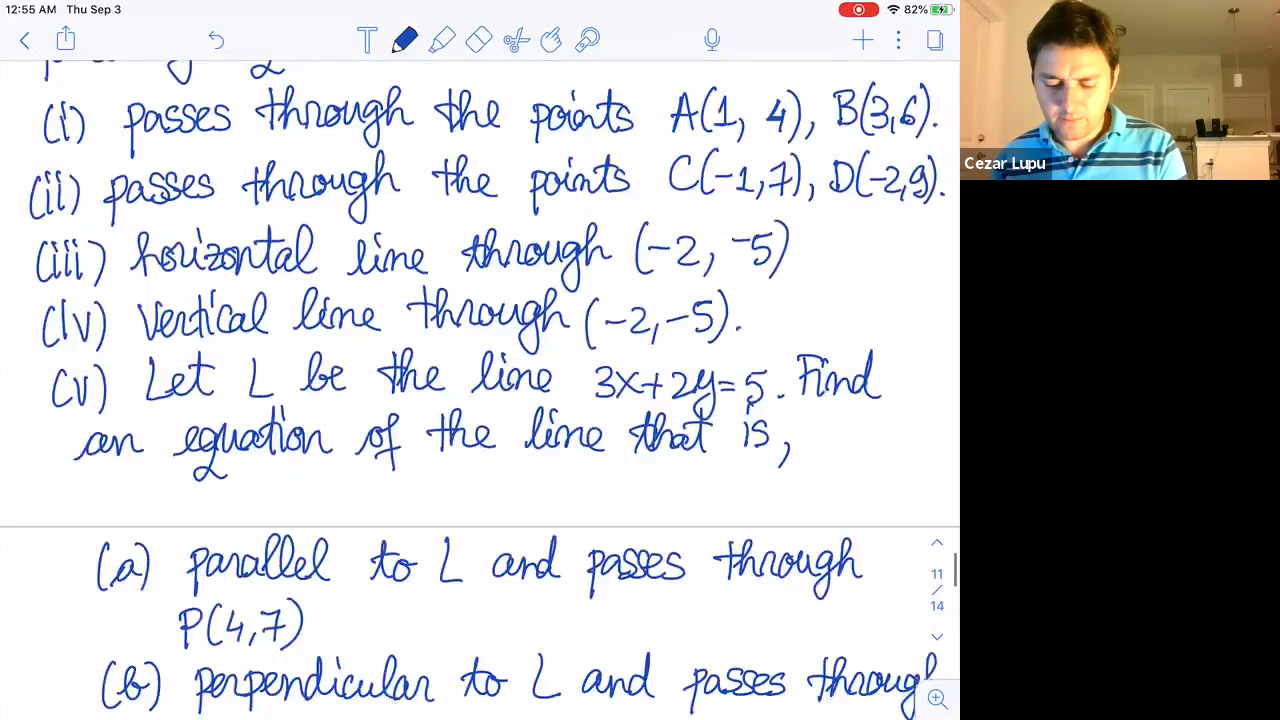 12:55 AM Thu Sep 3
82%
T
(i) passes through the points A(1, 4), B(3,6).
(ii) passes through the points C(-1,7), D(-2,9).
(iii) horizontal line through (-2, -5)
(iv) vertical line through (-2,-5).
(v) Let L be the line 3x+2y=5. Find
an equation of the line that is,
(a) parallel to L and passes through
P(4,7)
(b) perpendicular to L and passes through
11
/
14
Cezar Lupu